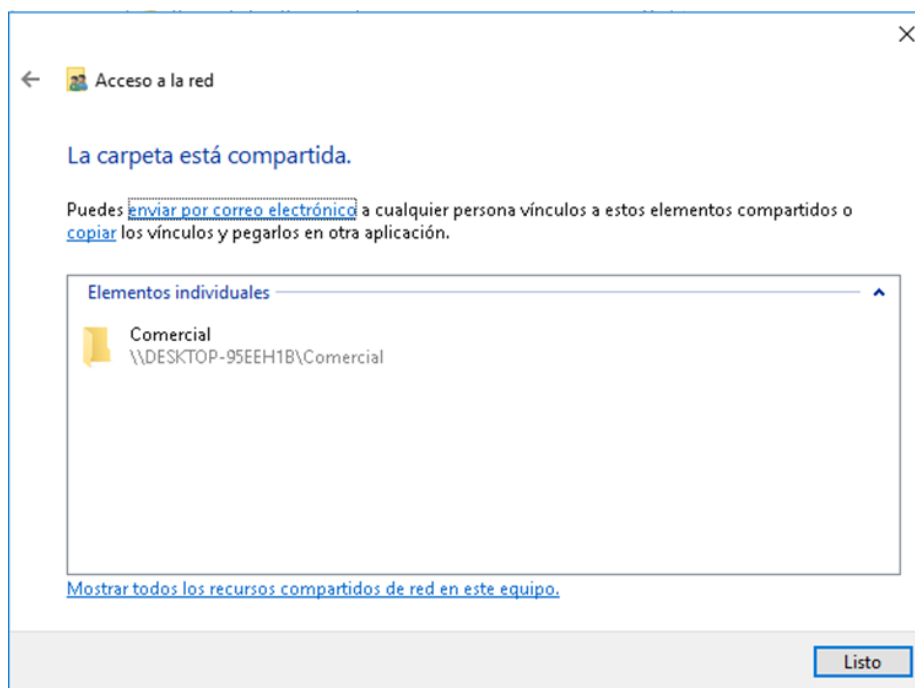 Acceso a la red
La carpeta está compartida.
Puedes enviar por correo electrónico a cualquier persona vínculos a estos elementos compartidos o
copiar los vínculos y pegarlos en otra aplicación.
Elementos individuales
Comercial
\\DESKTOP-95EEH1B\Comercial
Mostrar todos los recursos compartidos de red en este equipo.
Listo